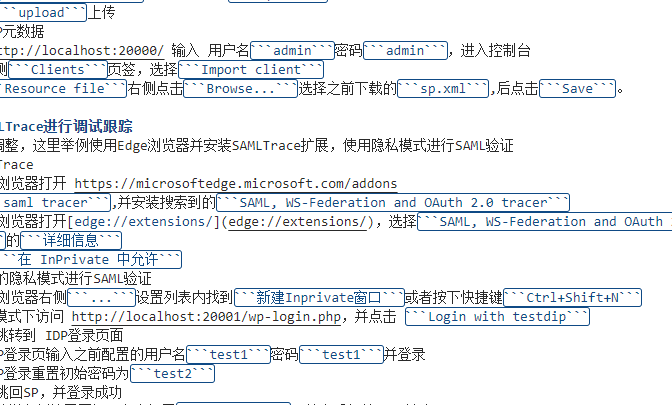 ```upload```上传
P元数据
ttp://localhost:20000/ 输入 用户名```admin```密码```admin```，进入控制台
侧```Clients```页签，选择```Import client```
Resource file```右侧点击```Browse...```选择之前下载的```sp.xml```,后点击```Save```。
LTrace进行调试跟踪
调整，这里举例使用Edge浏览器并安装SAMLTrace扩展，使用隐私模式进行SAML验证
Trace
浏览器打开 https://microsoftedge.microsoft.com/addons
saml tracer```,并安装搜索到的```SAML, WS-Federation and OAuth 2.0 tracer```
浏览器打开[edge://extensions/](edge://extensions/)，选择```SAML, WS-Federation and OAuth
的```详细信息```
```在 InPrivate 中允许```
的隐私模式进行SAML验证
浏览器右侧```...```设置列表内找到```新建Inprivate窗口```或者按下快捷键```Ctrl+Shift+N```
模式下访问 http://localhost:20001/wp-login.php，并点击 ```Login with testdip```
跳转到 IDP登录页面
P登录页输入之前配置的用户名```test1```密码```test1```并登录
P登录重置初始密码为```test2```
跳回SP，并登录成功